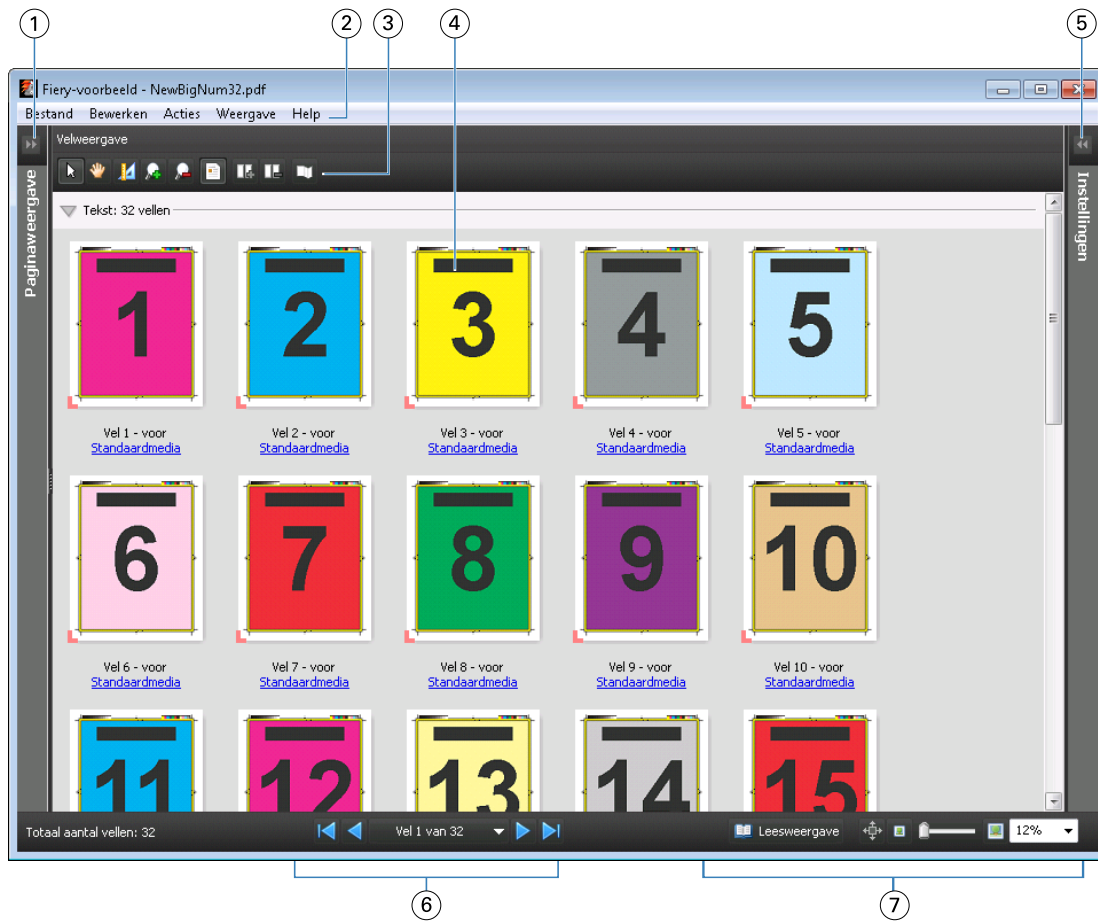 1 2 3 4 5
Fiery-voorbeeld - NewBigNum32.pdf
Bestand Bewerken Acties Weergave Help
Velweergave
Paginaweergave
Instellingen
Tekst: 32 vellen
1 2 3 4 5
Vel 1 - voor Vel 2 - voor Vel 3 - voor Vel 4 - voor Vel 5 - voor
Standaardmedia Standaardmedia Standaardmedia Standaardmedia Standaardmedia
6 7 8 9 10
Vel 6 - voor Vel 7 - voor Vel 8 - voor Vel 9 - voor Vel 10 - voor
Standaardmedia Standaardmedia Standaardmedia Standaardmedia Standaardmedia
11 12 13 14 15
Totaal aantal vellen: 32 Vel 1 van 32 Leesweergave 12%
6 7